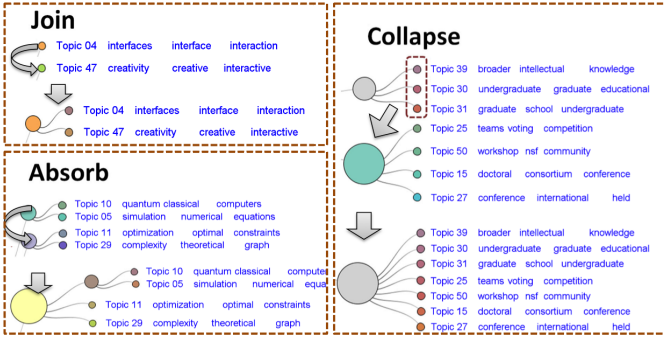 Join
Topic 04 interfaces interface interaction
Topic 47 creativity creative interactive
Topic 04 interfaces interface interaction
Topic 47 creativity creative interactive
Absorb
Topic 10 quantum classical computers
Topic 05 simulation numerical equations
Topic 11 optimization optimal constraints
Topic 29 complexity theoretical graph
Topic 10 quantum classical compute
Topic 05 simulation numerical equa
Topic 11 optimization optimal constraints
Topic 29 complexity theoretical graph
Collapse
Topic 39 broader intellectual knowledge
Topic 30 undergraduate graduate educational
Topic 31 graduate school undergraduate
Topic 25 teams voting competition
Topic 50 workshop nsf community
Topic 15 doctoral consortium conference
Topic 27 conference international held
Topic 39 broader intellectual knowledge
Topic 30 undergraduate graduate educational
Topic 31 graduate school undergraduate
Topic 25 teams voting competition
Topic 50 workshop nsf community
Topic 15 doctoral consortium conference
Topic 27 conference international held